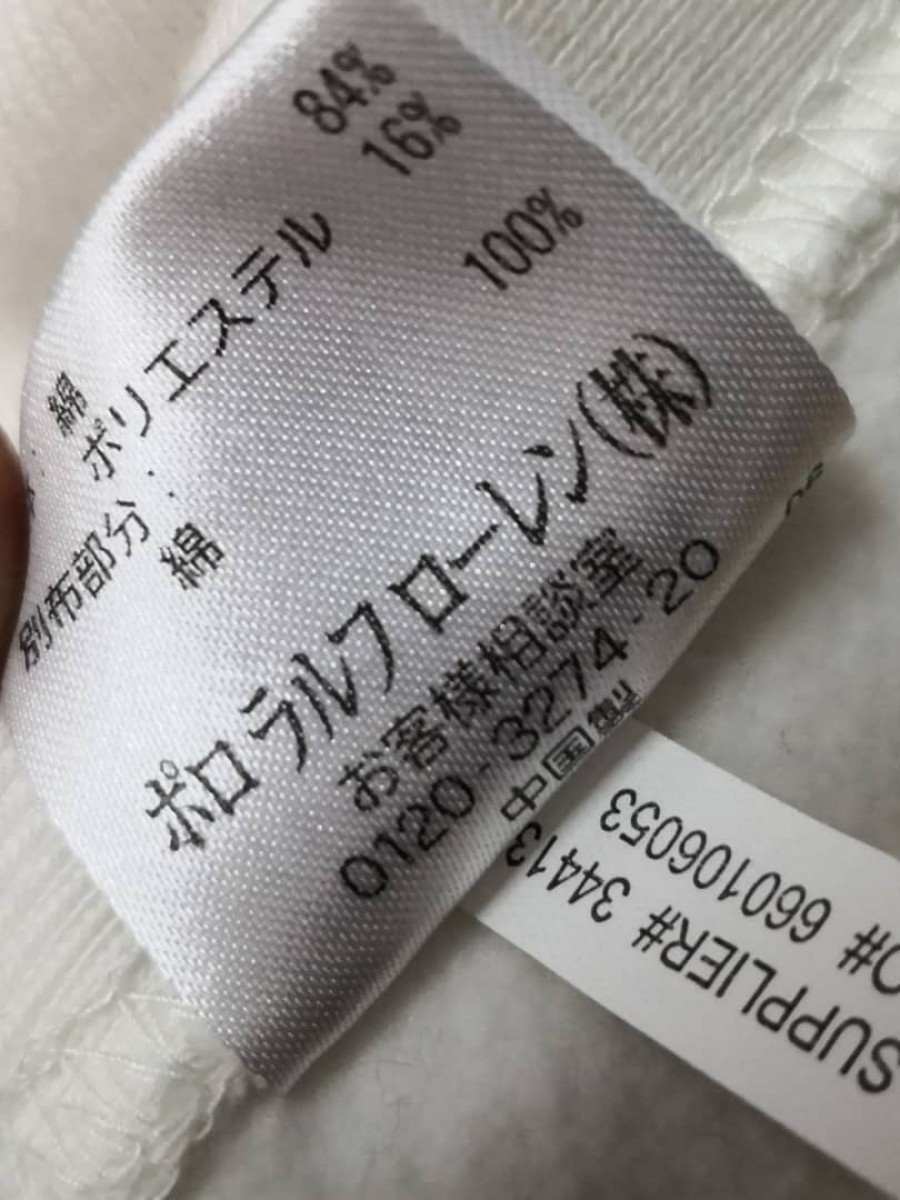 綿 84%
ポリエステル 16%
別布部分:
綿 100%
ポロ ラルフ ローレン(株)
お客様相談室
0120-3274-20
中国製
SUPPLIER# 34413
# 660106053